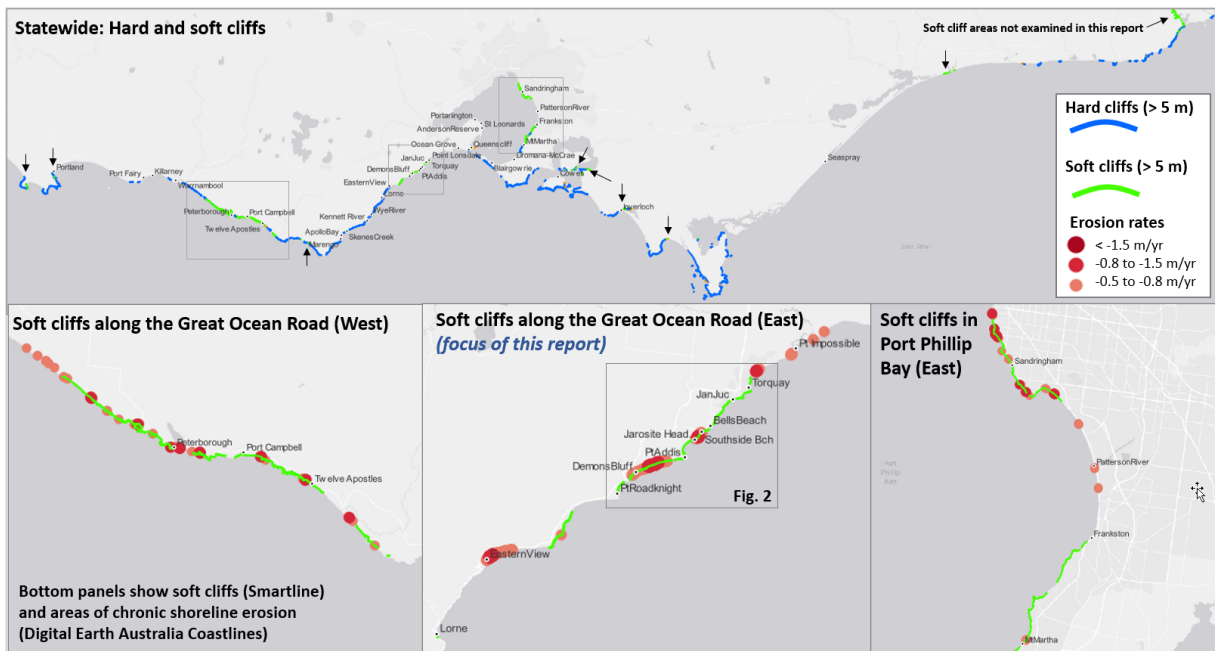 Statewide: Hard and soft cliffs
Soft cliff areas not examined in this report
Sandringham
PattersonRiver
Portarlington
St Leonards
Frankston
AndersonReserve
MtMartha
Ocean Grove
Queenscliff
JanJuc
Point Lonsdale
Dromana-McCrae
Torquay
DemonsBluff
PtAddis
Blairgowrie
Cowes
EasternView
Lorne
Portland
Port Fairy
Killarney
Warrnambool
Peterborough
Port Campbell
Twelve Apostles
WyeRiver
Kennett River
ApolloBay
SkenesCreek
Marengo
Inverloch
Seaspray
Hard cliffs (> 5 m)
Soft cliffs (> 5 m)
Erosion rates
< -1.5 m/yr
-0.8 to -1.5 m/yr
-0.5 to -0.8 m/yr
Soft cliffs along the Great Ocean Road (West)
Peterborough
Port Campbell
Twelve Apostles
Bottom panels show soft cliffs (Smartline)
and areas of chronic shoreline erosion
(Digital Earth Australia Coastlines)
Soft cliffs along the Great Ocean Road (East)
(focus of this report)
Pt Impossible
Torquay
JanJuc
BellsBeach
Jarosite Head
Southside Bch
PtAddis
DemonsBluff
PtRoadknight
Fig. 2
EasternView
Lorne
Soft cliffs in
Port Phillip
Bay (East)
Sandringham
Port
Phillip
Bay
PattersonRiver
Frankston
MtMartha